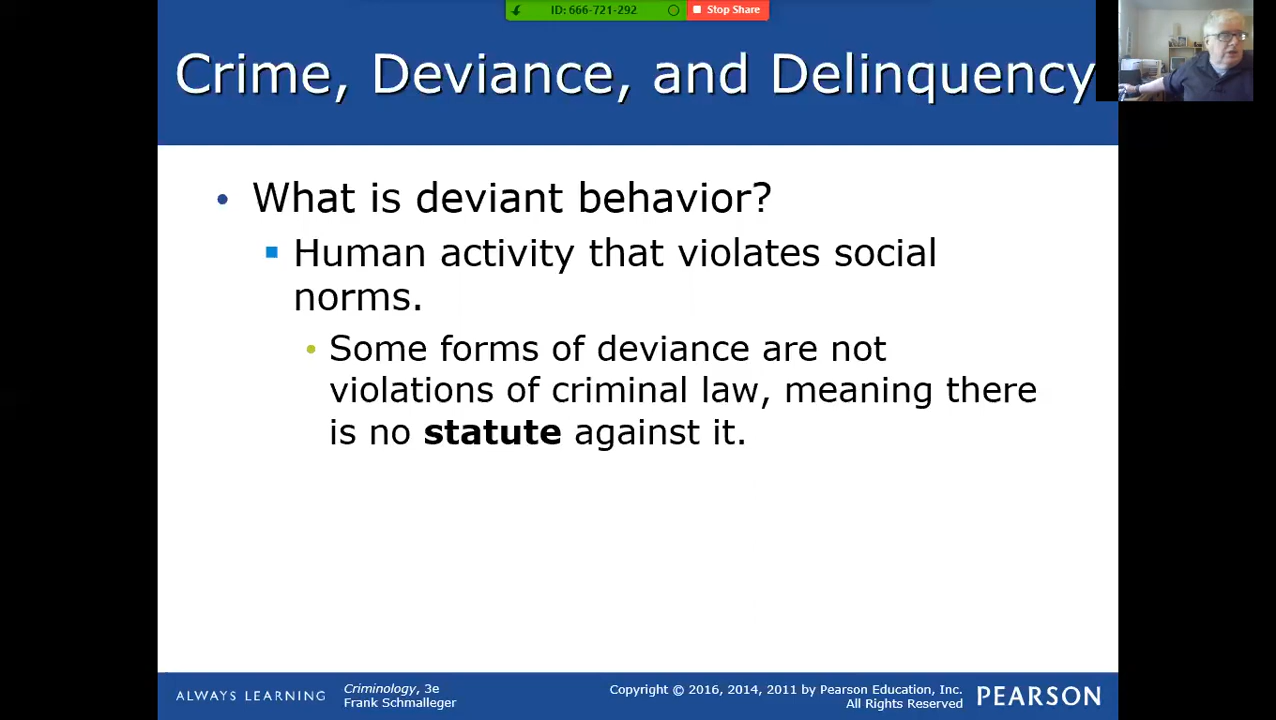 ID: 666-721-292
Stop Share
Crime, Deviance, and Delinquency
• What is deviant behavior?
Human activity that violates social
norms.
• Some forms of deviance are not
violations of criminal law, meaning there
is no statute against it.
ALWAYS LEARNING
Criminology, 3e
Frank Schmalleger
Copyright © 2016, 2014, 2011 by Pearson Education, Inc.
All Rights Reserved
PEARSON